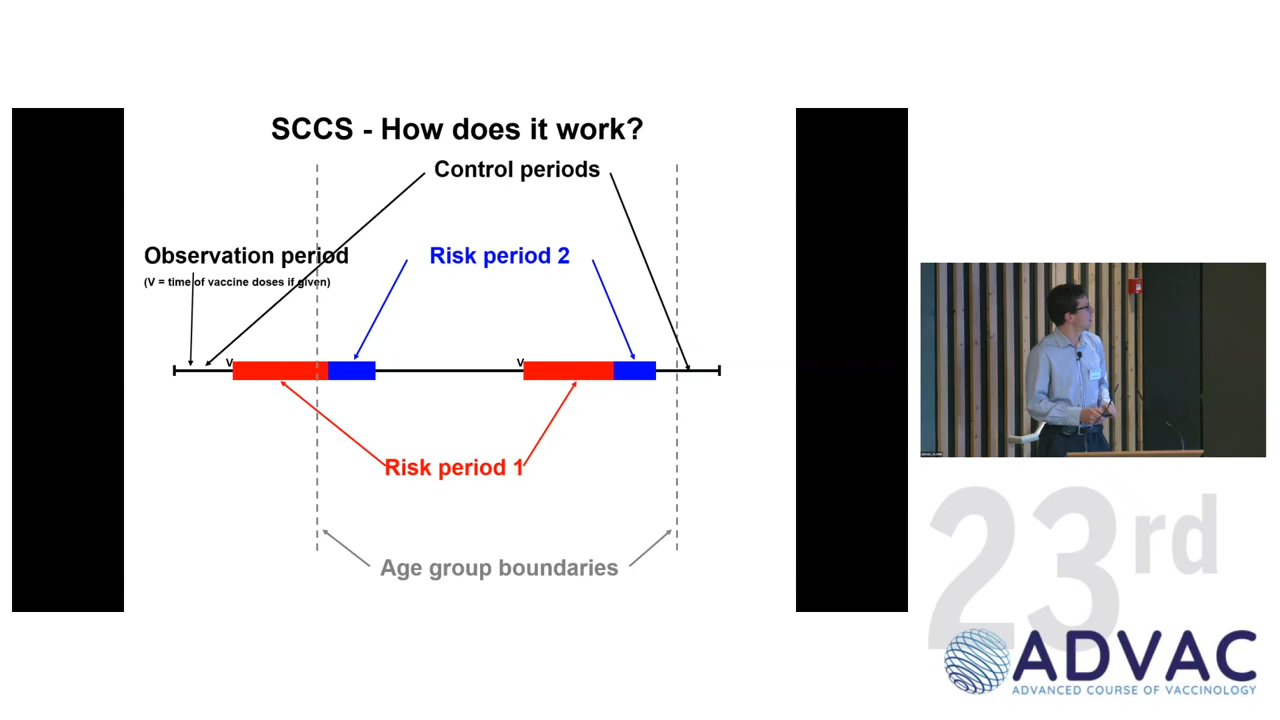 SCCS - How does it work?
Control periods
Observation period
(V = time of vaccine doses if given)
Risk period 2
V
V
Risk period 1
Age group boundaries
23rd
ADVAC
ADVANCED COURSE OF VACCINOLOGY